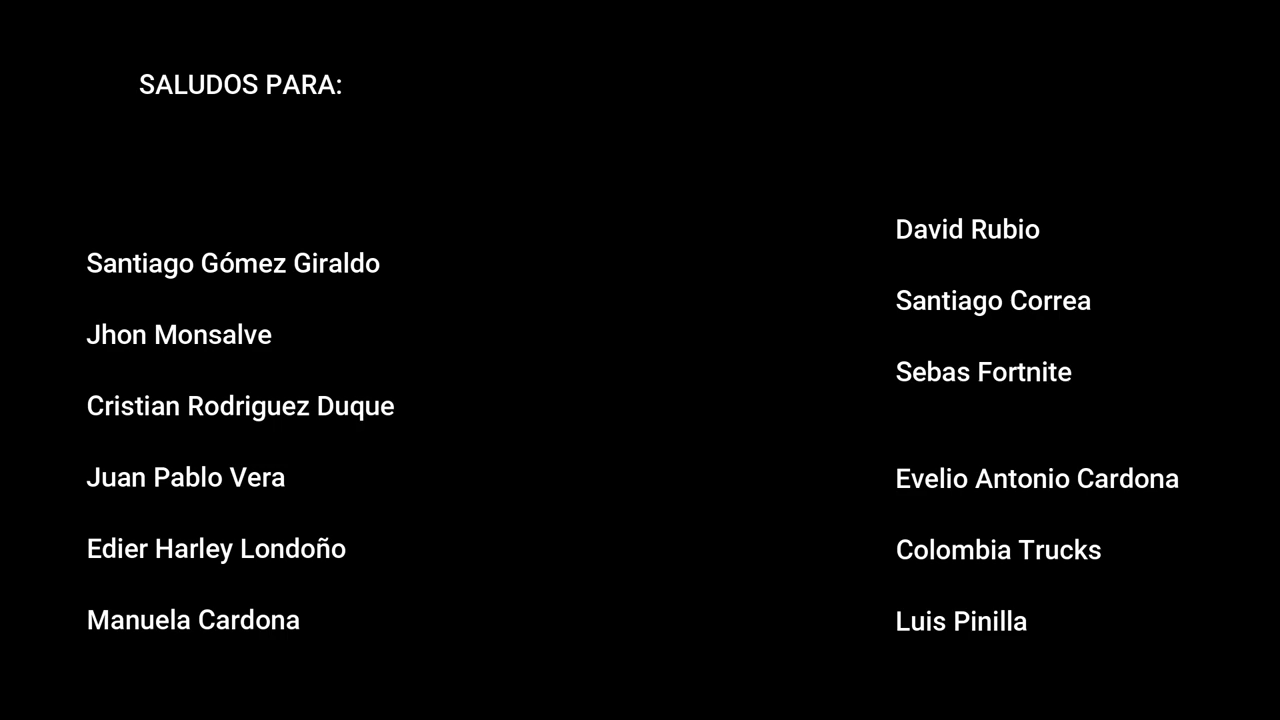 SALUDOS PARA:
Santiago Gómez Giraldo
Jhon Monsalve
Cristian Rodriguez Duque
Juan Pablo Vera
Edier Harley Londoño
Manuela Cardona
David Rubio
Santiago Correa
Sebas Fortnite
Evelio Antonio Cardona
Colombia Trucks
Luis Pinilla